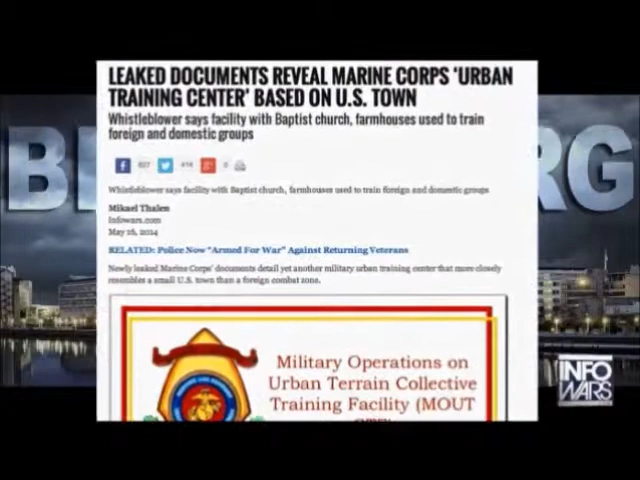 LEAKED DOCUMENTS REVEAL MARINE CORPS ‘URBAN
TRAINING CENTER’ BASED ON U.S. TOWN
Whistleblower says facility with Baptist church, farmhouses used to train
foreign and domestic groups
Whistleblower says facility with Baptist church, farmhouses used to train foreign and domestic groups
Mikael Thalen
Infowars.com
May 16, 2014
RELATED: Police Now "Armed For War" Against Returning Veterans
Newly leaked Marine Corps' documents detail yet another military urban training center that more closely
resembles a small U.S. town than a foreign combat zone.
Military Operations on
Urban Terrain Collective
Training Facility (MOUT
B
RG
INFO
WARS